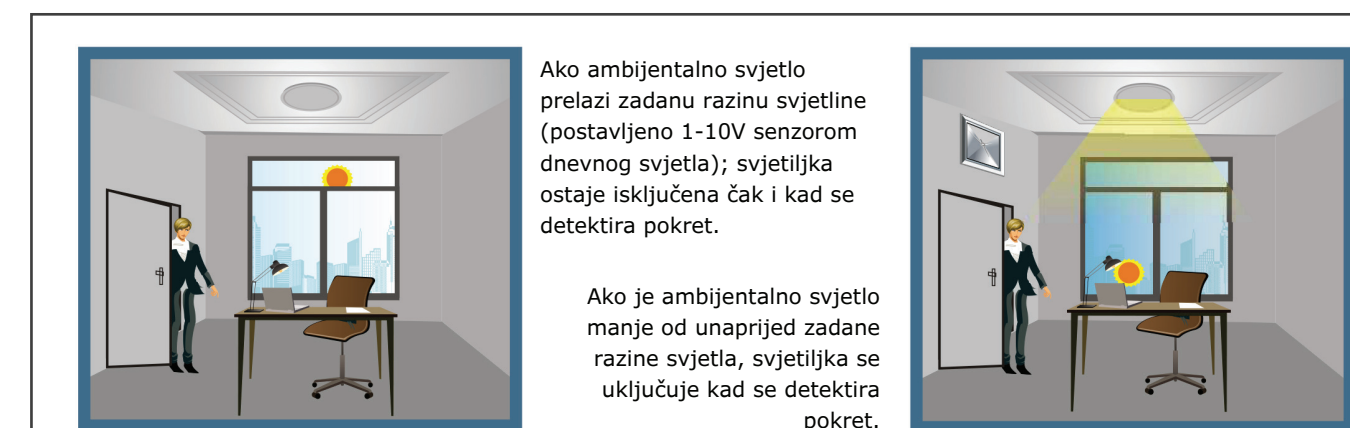 Ako ambijentalno svjetlo
prelazi zadanu razinu svjetline
(postavljeno 1-10V senzorom
dnevnog svjetla); svjetiljka
ostaje isključena čak i kad se
detektira pokret.
Ako je ambijentalno svjetlo
manje od unaprijed zadane
razine svjetla, svjetiljka se
uključuje kad se detektira
pokret.